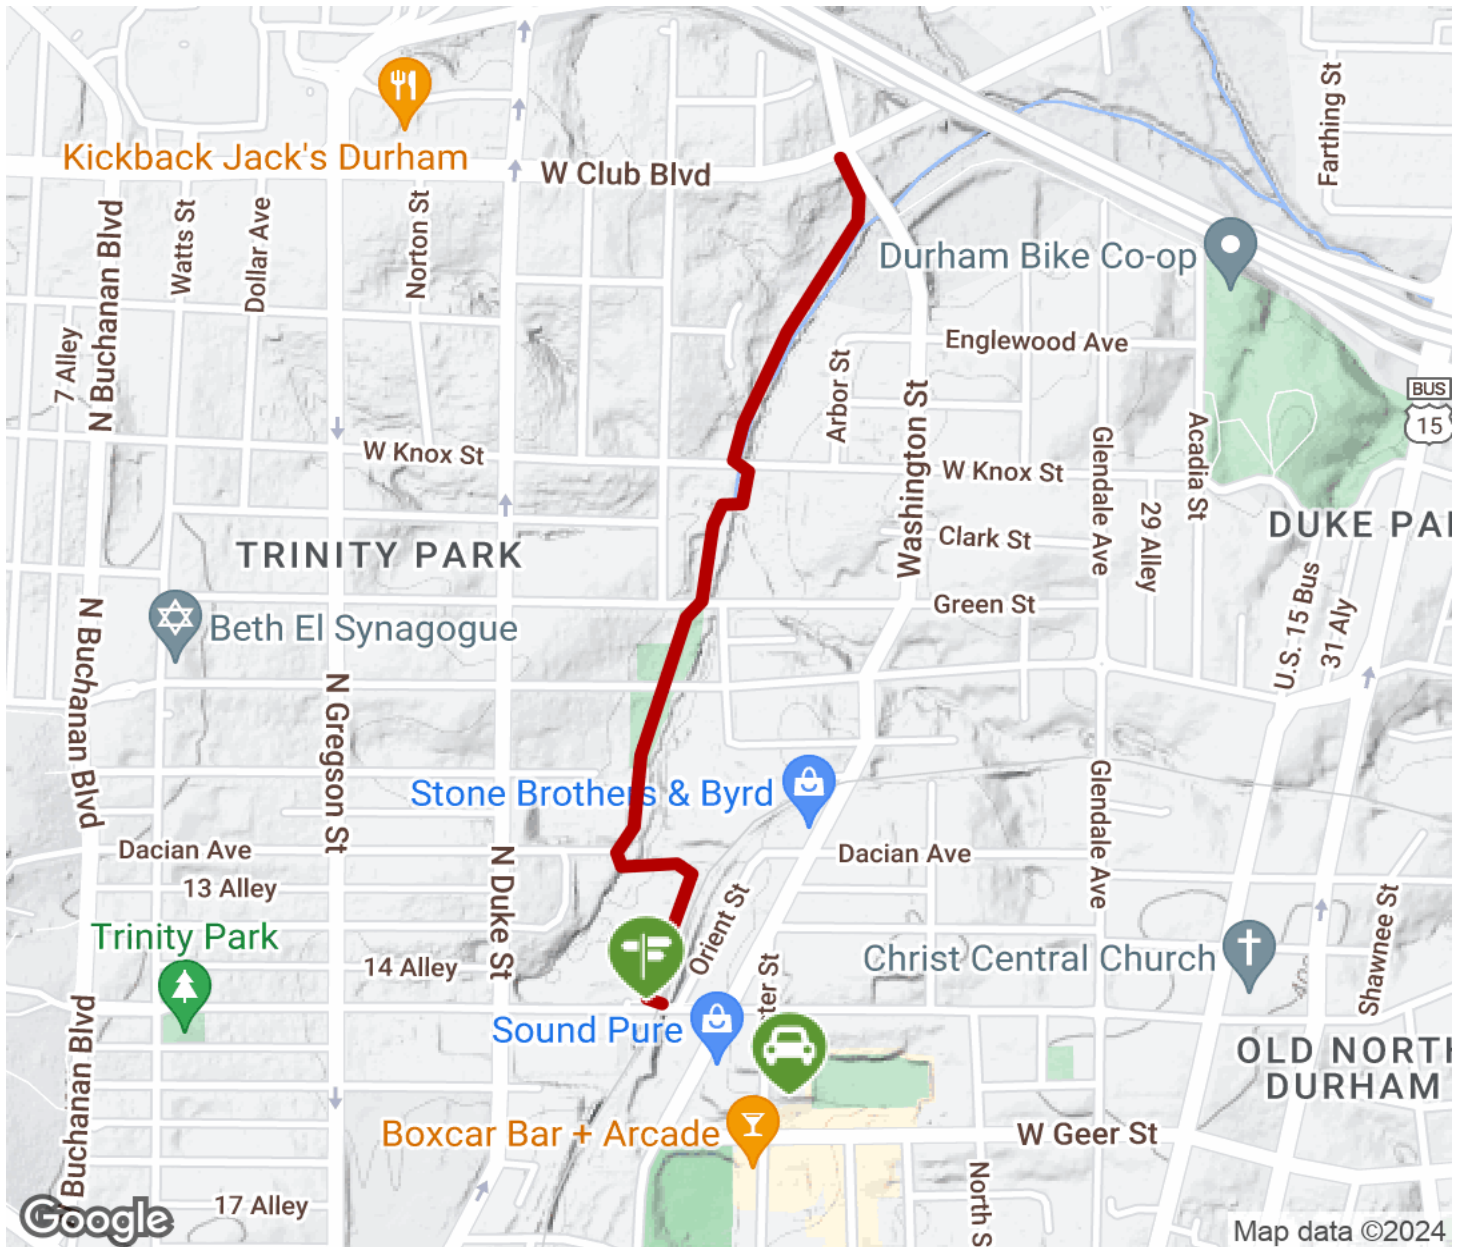 Farthing St
Kickback Jack's Durham
W Club Blvd
N Buchanan Blvd
Watts St
Dollar Ave
Norton St
Durham Bike Co-op
7 Alley
Englewood Ave
Arbor St
BUS
15
W Knox St
Washington St
W Knox St
Glendale Ave
Acadia St
29 Alley
TRINITY PARK
Clark St
DUKE PAR
U.S. 15 Bus
31 Aly
Green St
Beth El Synagogue
N Buchanan Blvd
N Gregson St
Stone Brothers & Byrd
Glendale Ave
Dacian Ave
Dacian Ave
13 Alley
N Duke St
Orient St
Shawnee St
Trinity Park
14 Alley
Christ Central Church
400
ter St
N Buchanan Blvd
Sound Pure
OLD NORTH
DURHAM
Boxcar Bar + Arcade
W Geer St
North S
17 Alley
Google
Map data ©2024